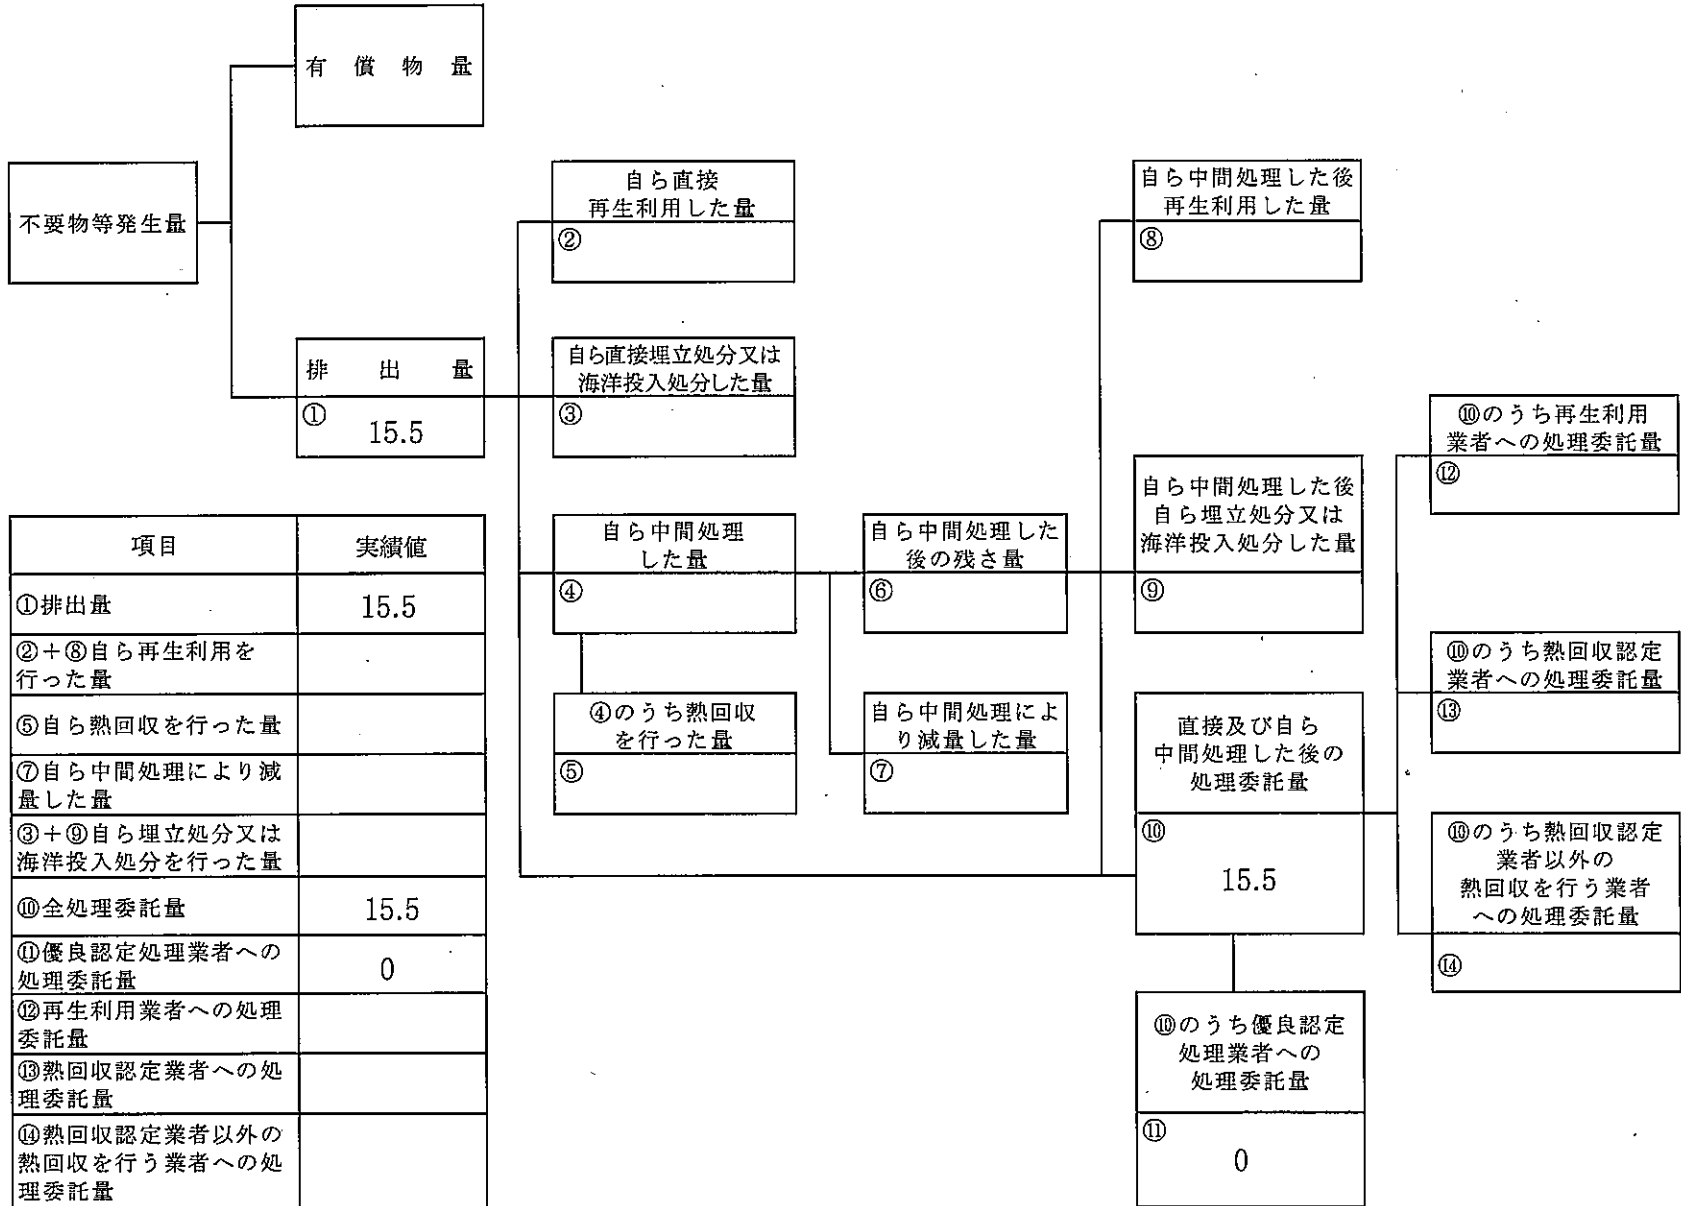 有償物量
不要物等発生量
排出量
①
15.5
自ら直接
再生利用した量
②
自ら直接埋立処分又は
海洋投入処分した量
③
自ら中間処理
した量
④
④のうち熱回収
を行った量
⑤
自ら中間処理した
後の残さ量
⑥
自ら中間処理によ
り減量した量
⑦
自ら中間処理した後
再生利用した量
⑧
自ら中間処理した後
自ら埋立処分又は
海洋投入処分した量
⑨
直接及び自ら
中間処理した後の
処理委託量
⑩
15.5
⑩のうち優良認定
処理業者への
処理委託量
⑪
0
⑩のうち再生利用
業者への処理委託量
⑫
⑩のうち熱回収認定
業者への処理委託量
⑬
⑩のうち熱回収認定
業者以外の
熱回収を行う業者
への処理委託量
⑭
項目 実績値
①排出量 15.5
②+⑧自ら再生利用を
行った量
⑤自ら熱回収を行った量
⑦自ら中間処理により減
量した量
③+⑨自ら埋立処分又は
海洋投入処分を行った量
⑩全処理委託量 15.5
⑪優良認定処理業者への
処理委託量 0
⑫再生利用業者への処理
委託量
⑬熱回収認定業者への処
理委託量
⑭熱回収認定業者以外の
熱回収を行う業者への処
理委託量